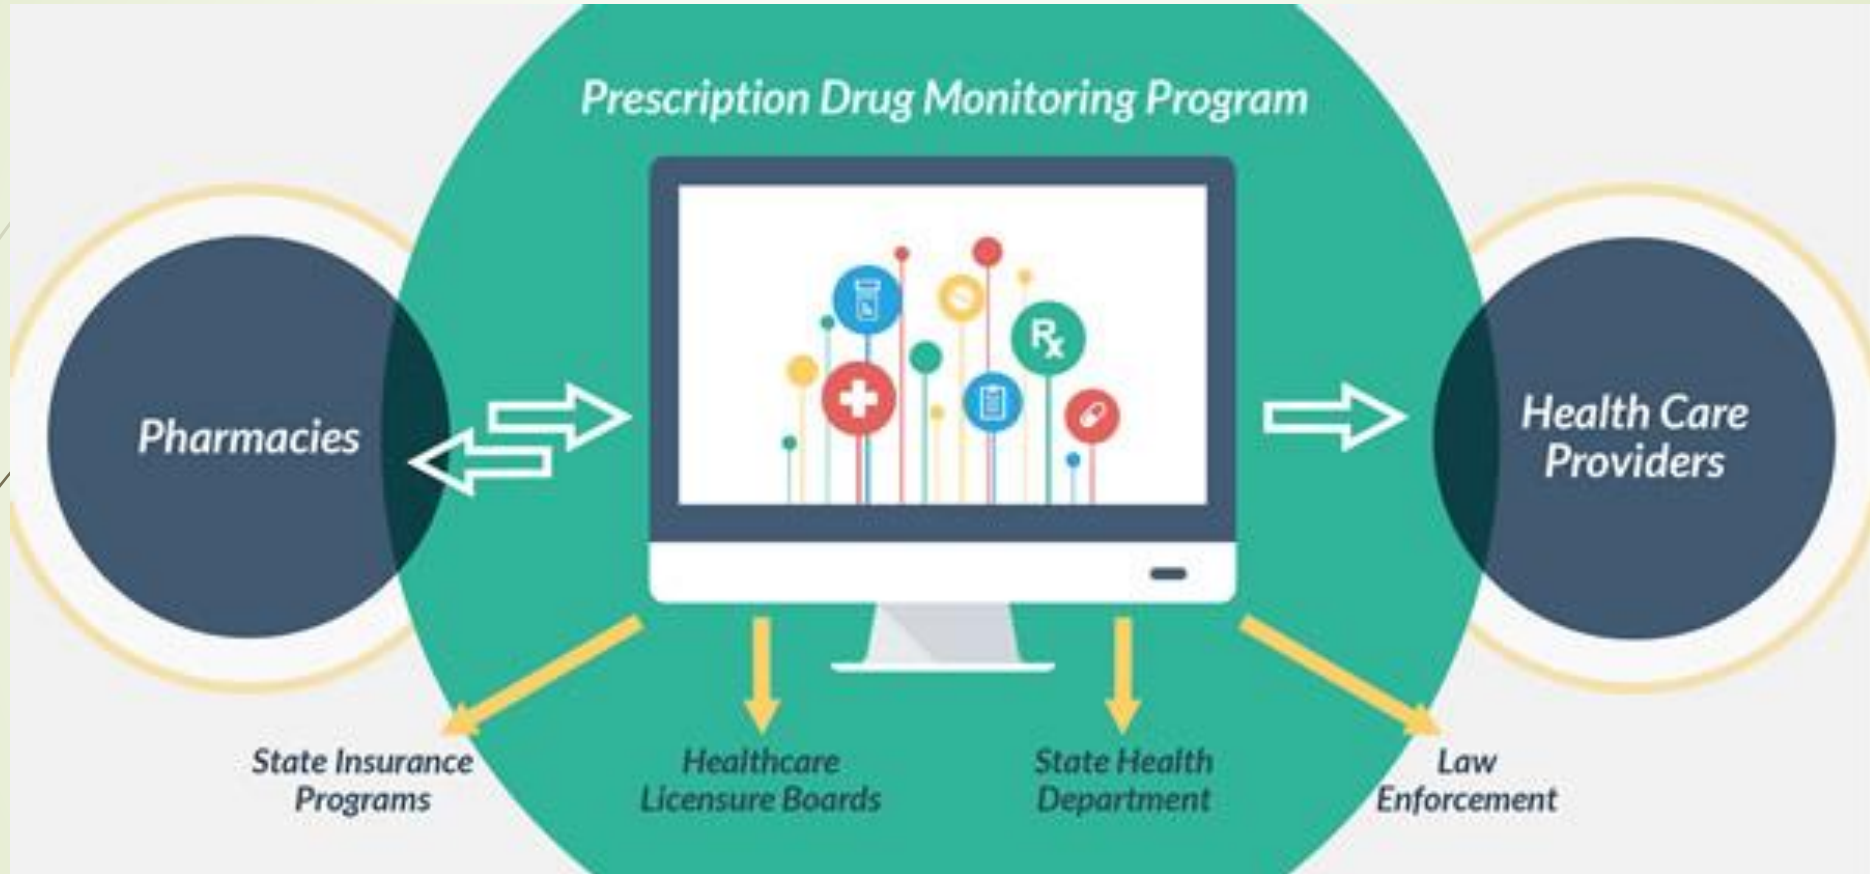 Prescription Drug Monitoring Program
Rx
Pharmacies
Health Care
Providers
State Insurance
Programs
Healthcare
Licensure Boards
State Health
Department
Law
Enforcement